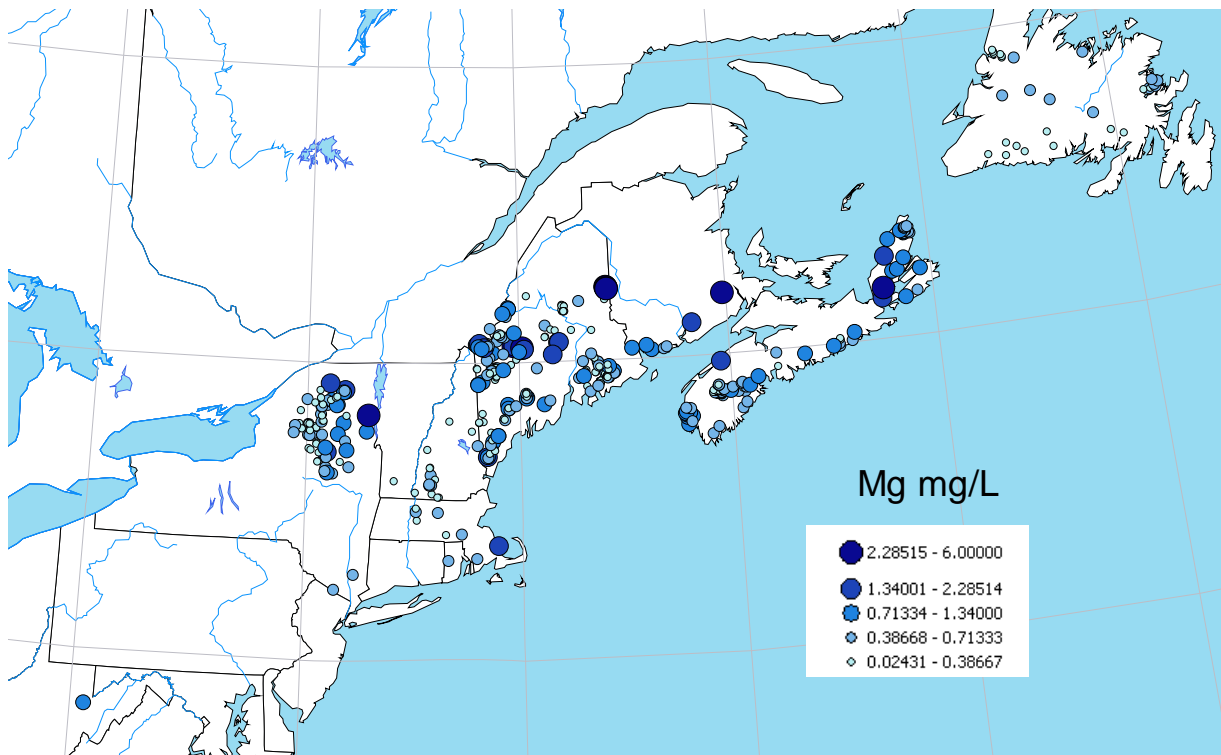 Mg mg/L
2.28515 - 6.00000
1.34001 - 2.28514
0.71334 - 1.34000
0.38668 - 0.71333
0.02431 - 0.38667